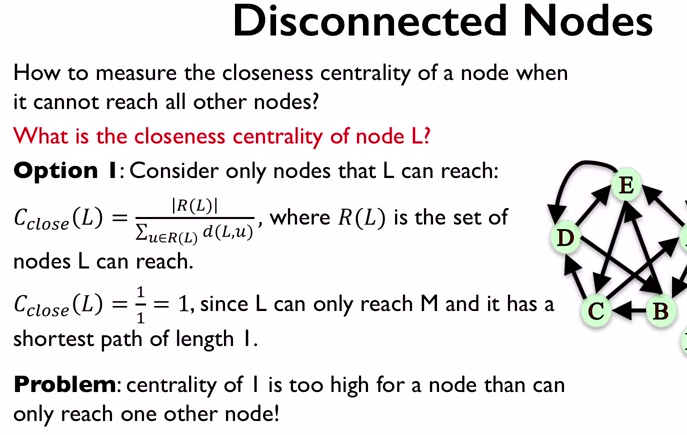 Disconnected Nodes
How to measure the closeness centrality of a node when
it cannot reach all other nodes?
What is the closeness centrality of node L?
Option 1: Consider only nodes that L can reach:
C_close(L) = |R(L)| / ∑_{u∈R(L)} d(L,u), where R(L) is the set of
nodes L can reach.
C_close(L) = 1/1 = 1, since L can only reach M and it has a
shortest path of length 1.
Problem: centrality of 1 is too high for a node than can
only reach one other node!
E
D
C
B